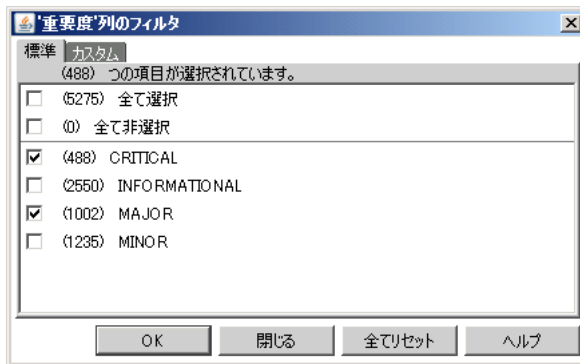 '重要度'列のフィルタ
標準 カスタム
(488) つの項目が選択されています。
(5275) 全て選択
(0) 全て非選択
(488) CRITICAL
(2550) INFORMATIONAL
(1002) MAJOR
(1235) MINOR
OK 閉じる 全てリセット ヘルプ